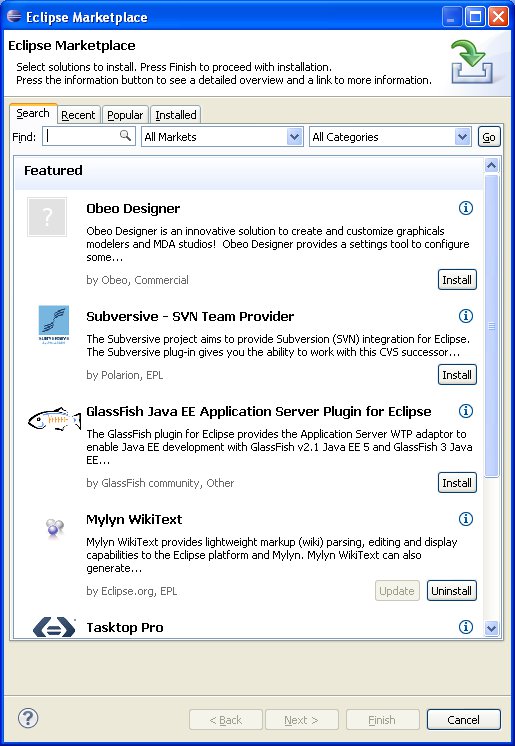 Eclipse Marketplace
Eclipse Marketplace
Select solutions to install. Press Finish to proceed with installation.
Press the information button to see a detailed overview and a link to more information.
Search Recent Popular Installed
Find: All Markets All Categories Go
Featured
Obeo Designer
Obeo Designer is an innovative solution to create and customize graphicals
modelers and MDA studios! Obeo Designer provides a settings tool to configure
some...
by Obeo, Commercial Install
Subversive - SVN Team Provider
The Subversive project aims to provide Subversion (SVN) integration for Eclipse.
The Subversive plug-in gives you the ability to work with this CVS successor...
by Polarion, EPL Install
GlassFish Java EE Application Server Plugin for Eclipse
The GlassFish plugin for Eclipse provides the Application Server WTP adaptor to
enable Java EE development with GlassFish v2.1 Java EE 5 and GlassFish 3 Java
EE...
by GlassFish community, Other Install
Mylyn WikiText
Mylyn WikiText provides lightweight markup (wiki) parsing, editing and display
capabilities to the Eclipse platform and Mylyn. Mylyn WikiText can also
generate...
by Eclipse.org, EPL Update Uninstall
Tasktop Pro
? < Back Next > Finish Cancel